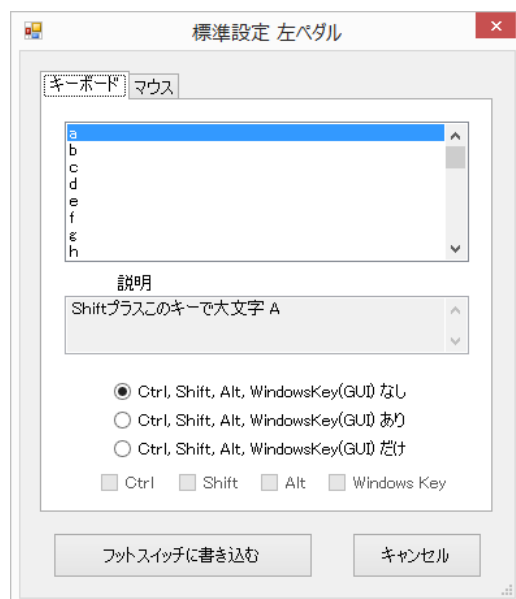 標準設定 左ペダル
キーボード マウス
a
b
c
d
e
f
g
h
説明
Shiftプラスこのキーで大文字 A
Ctrl, Shift, Alt, WindowsKey(GUI) なし
Ctrl, Shift, Alt, WindowsKey(GUI) あり
Ctrl, Shift, Alt, WindowsKey(GUI) だけ
Ctrl Shift Alt Windows Key
フットスイッチに書き込む キャンセル